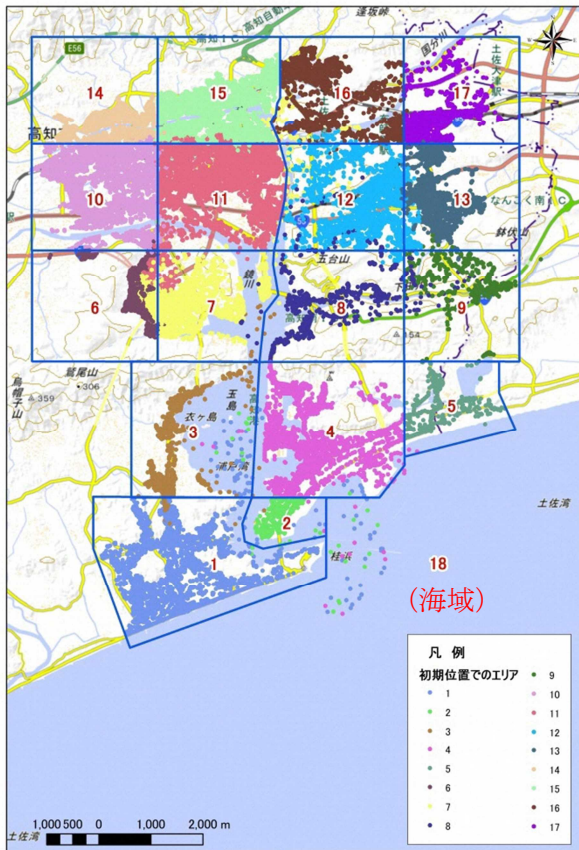 逢坂峠
高知自動
南国IC
E56
国分川
土佐大津駅
14
15
16
17
高知
10
11
12
13
なんこく南IC
鉢伏山
五台山
鏡川
6
7
8
9
下田
高知
154
鷲尾山
306
烏帽子山
359
玉島
衣ヶ島
3
4
5
浦戸湾
土佐湾
2
1
桂浜
18
(海域)
凡 例
初期位置でのエリア
1
2
3
4
5
6
7
8
9
10
11
12
13
14
15
16
17
1,000 500 0 1,000 2,000 m
土佐湾